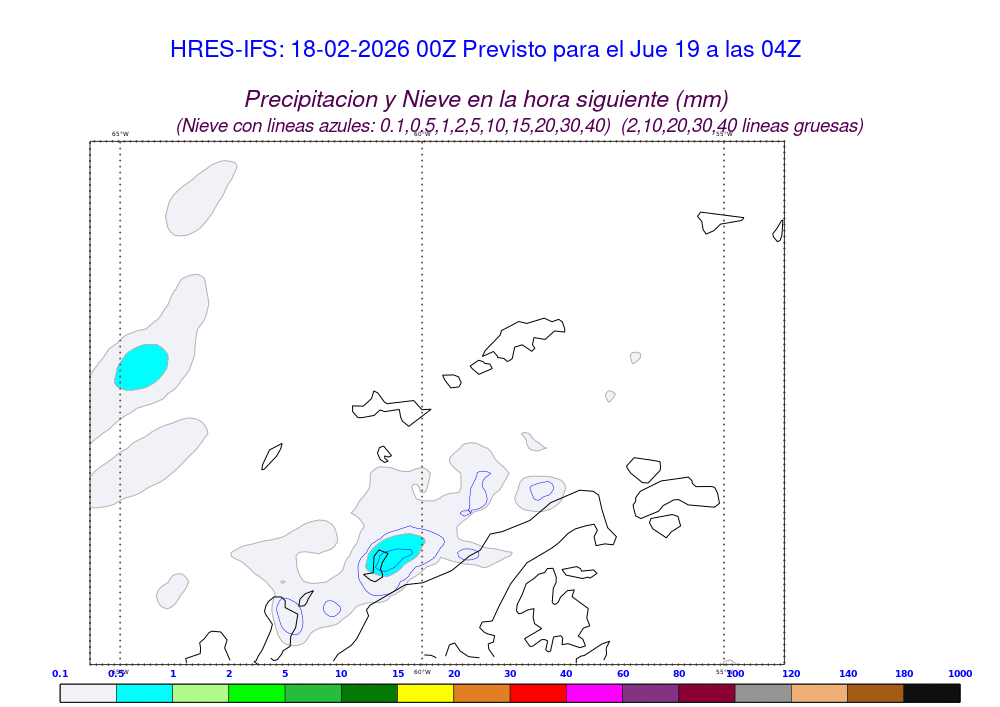 HRES-IFS: 18-02-2026 00Z Previsto para el Jue 19 a las 04Z
Precipitacion y Nieve en la hora siguiente (mm)
(Nieve con lineas azules: 0.1,0.5,1,2,5,10,15,20,30,40)  (2,10,20,30,40 lineas gruesas)
65°W 60°W 55°W
65°W 60°W 55°W
0.1 0.5 1 2 5 10 15 20 30 40 60 80 100 120 140 180 1000